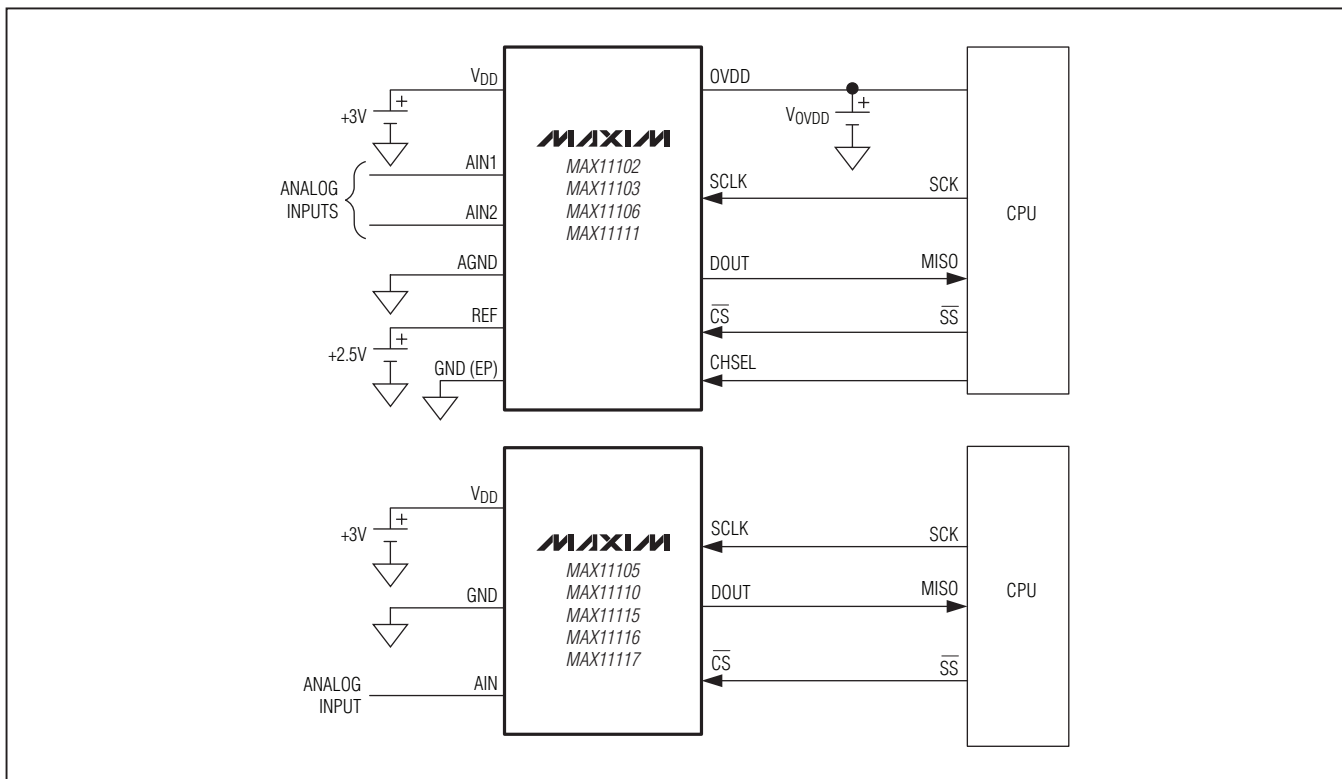 VDD
+
+3V
ANALOG
INPUTS
AIN1
AIN2
AGND
REF
+
+2.5V
GND (EP)
MAXIM
MAX11102
MAX11103
MAX11106
MAX11111
OVDD
+
VOVDD
SCLK
SCK
DOUT
MISO
CS
SS
CHSEL
CPU
VDD
+
+3V
GND
ANALOG
INPUT
AIN
MAXIM
MAX11105
MAX11110
MAX11115
MAX11116
MAX11117
SCLK
SCK
DOUT
MISO
CS
SS
CPU